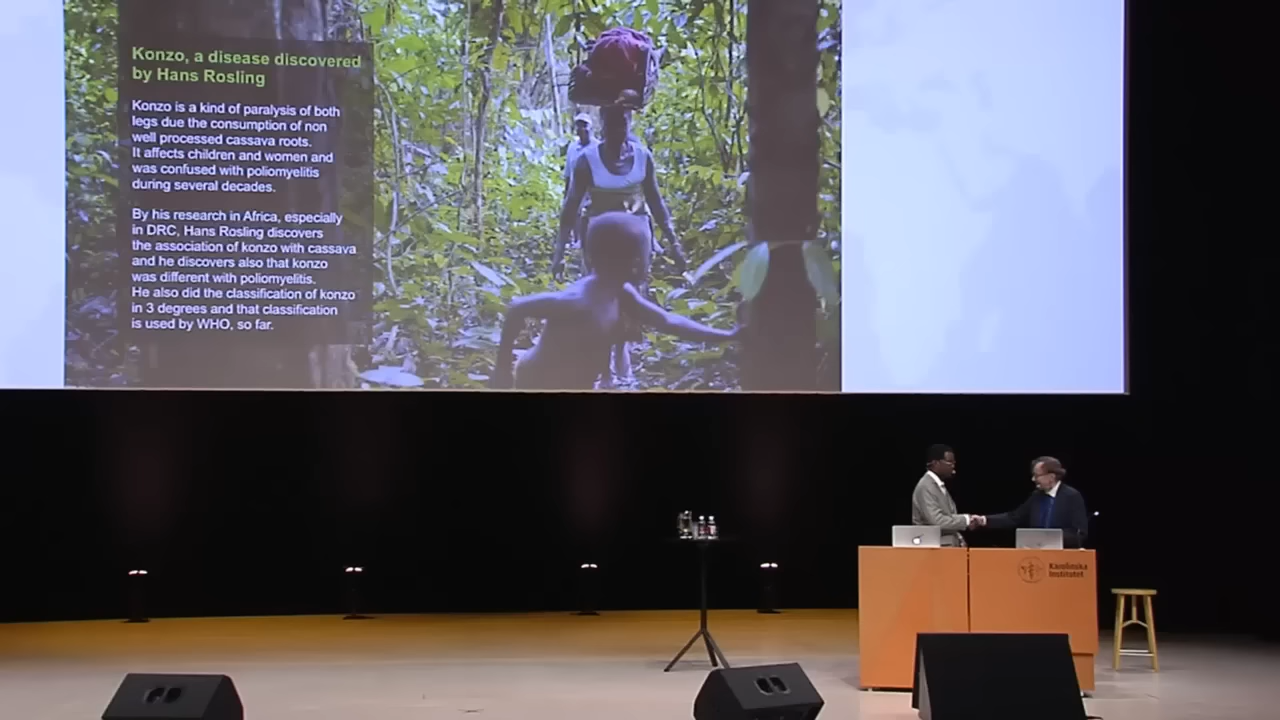 Konzo, a disease discovered
by Hans Rosling
Konzo is a kind of paralysis of both
legs due the consumption of non
well processed cassava roots.
It affects children and women and
was confused with poliomyelitis
during several decades.
By his research in Africa, especially
in DRC, Hans Rosling discovers
the association of konzo with cassava
and he discovers also that konzo
was different with poliomyelitis.
He also did the classification of konzo
in 3 degrees and that classification
is used by WHO, so far.
Karolinska
Institutet